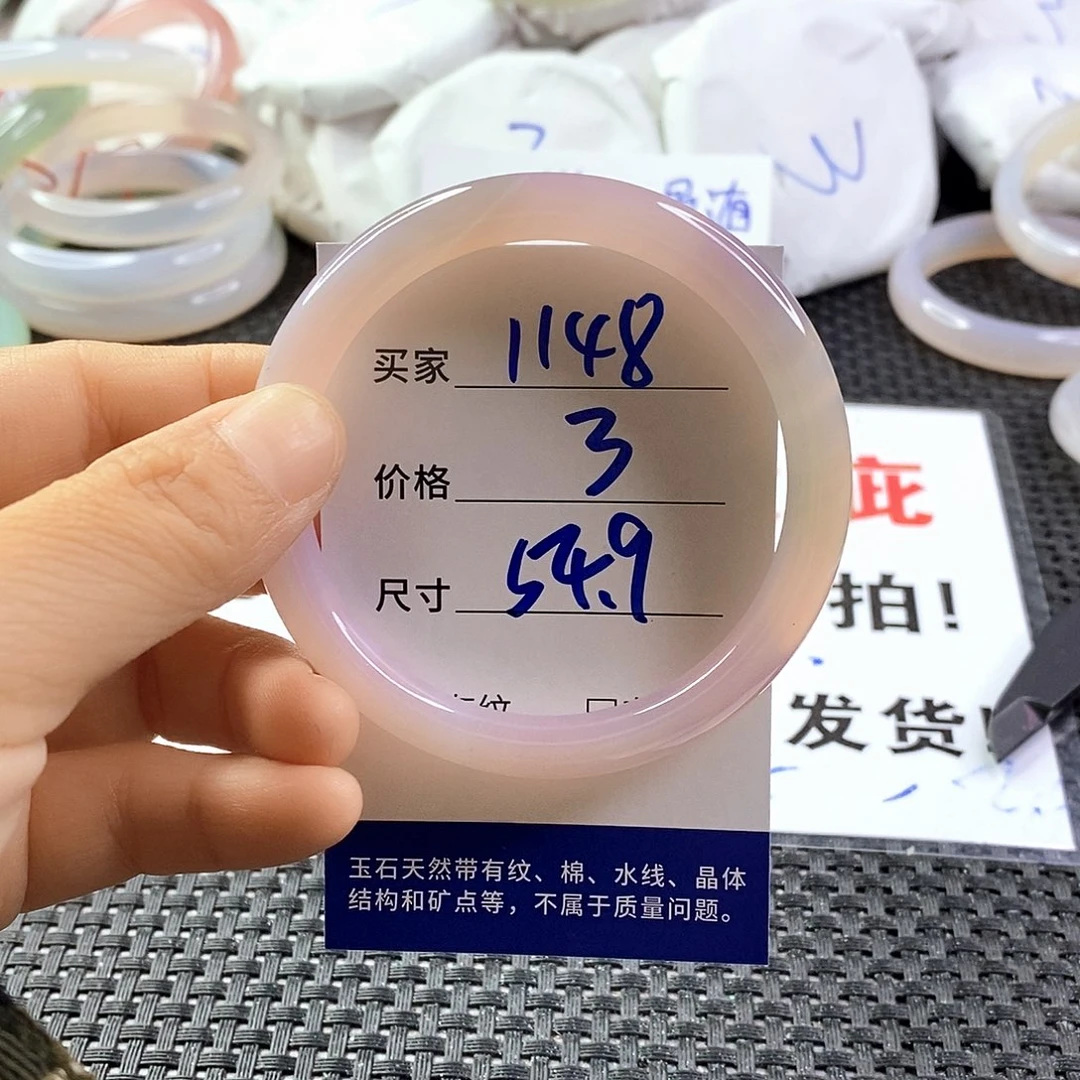 买家 1148
价格 3
尺寸 54.9
纹
玉石天然带有纹、棉、水线、晶体
结构和矿点等，不属于质量问题。
疵
拍！
发货！